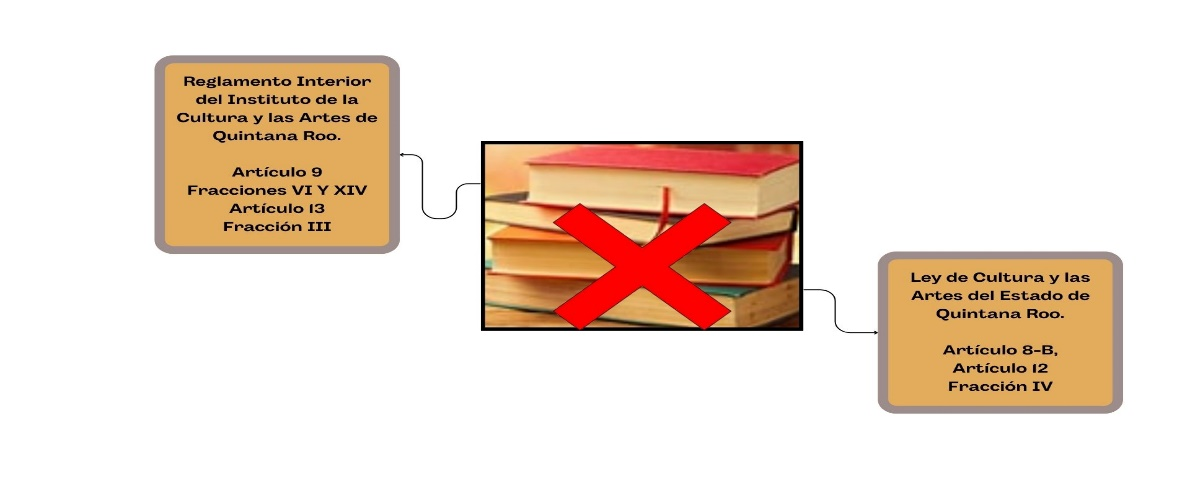 Reglamento Interior
del Instituto de la
Cultura y las Artes de
Quintana Roo.
Artículo 9
Fracciones VI Y XIV
Artículo 13
Fracción III
Ley de Cultura y las
Artes del Estado de
Quintana Roo.
Artículo 8-B,
Artículo 12
Fracción IV